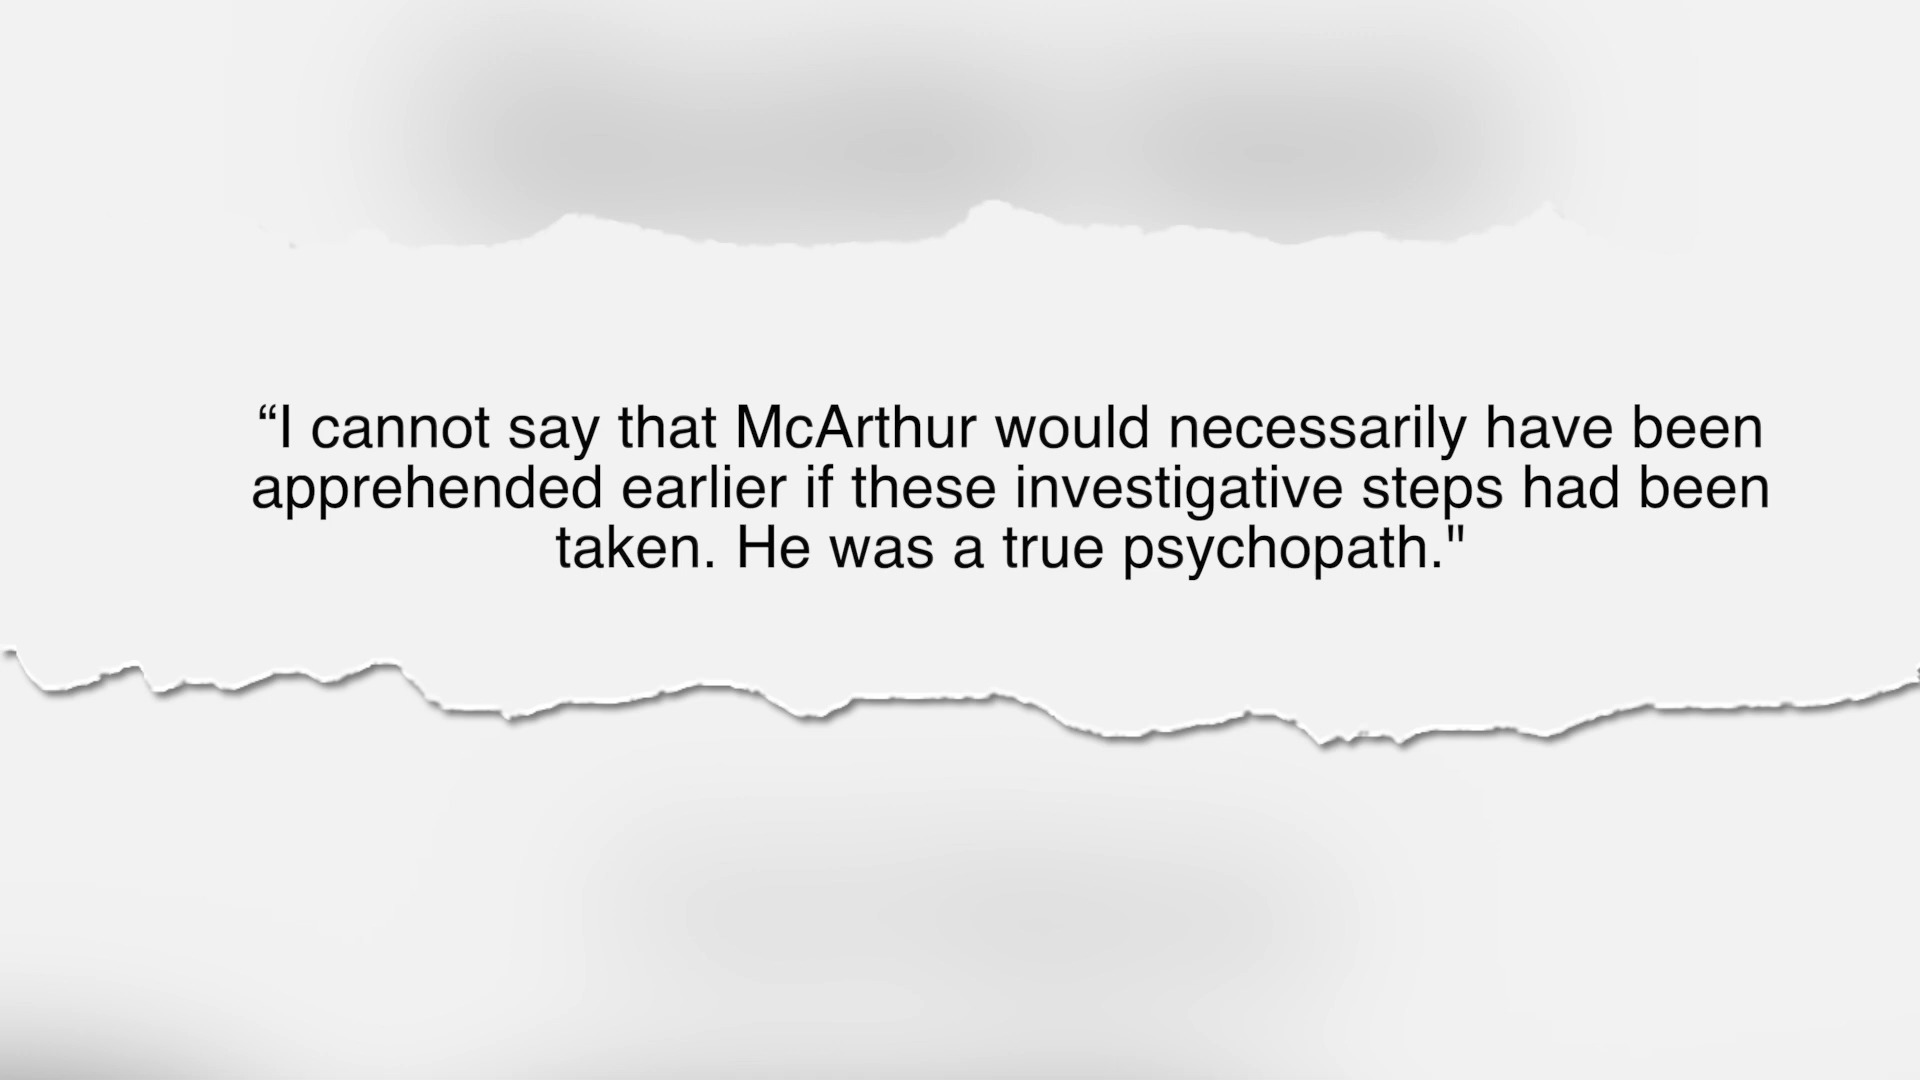 “I cannot say that McArthur would necessarily have been
apprehended earlier if these investigative steps had been
taken. He was a true psychopath."